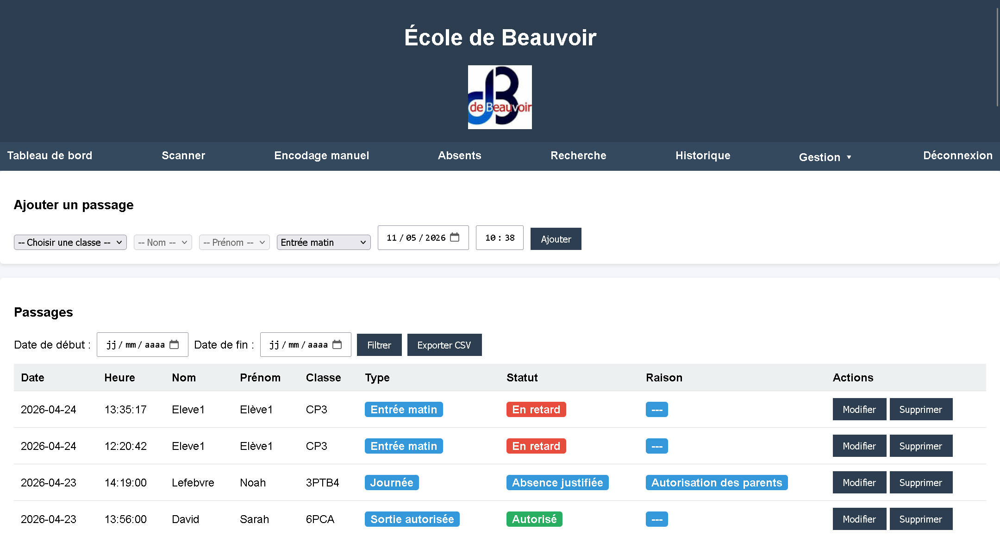 École de Beauvoir
de Beauvoir
Tableau de bord Scanner Encodage manuel Absents Recherche Historique Gestion ▼ Déconnexion
Ajouter un passage
-- Choisir une classe -- -- Nom -- -- Prénom -- Entrée matin 11/05/2026 10:38 Ajouter
Passages
Date de début : jj/mm/aaaa Date de fin : jj/mm/aaaa Filtrer Exporter CSV
Date Heure Nom Prénom Classe Type Statut Raison Actions
2026-04-24 13:35:17 Eleve1 Elève1 CP3 Entrée matin En retard --- Modifier Supprimer
2026-04-24 12:20:42 Eleve1 Elève1 CP3 Entrée matin En retard --- Modifier Supprimer
2026-04-23 14:19:00 Lefebvre Noah 3PTB4 Journée Absence justifiée Autorisation des parents Modifier Supprimer
2026-04-23 13:56:00 David Sarah 6PCA Sortie autorisée Autorisé --- Modifier Supprimer